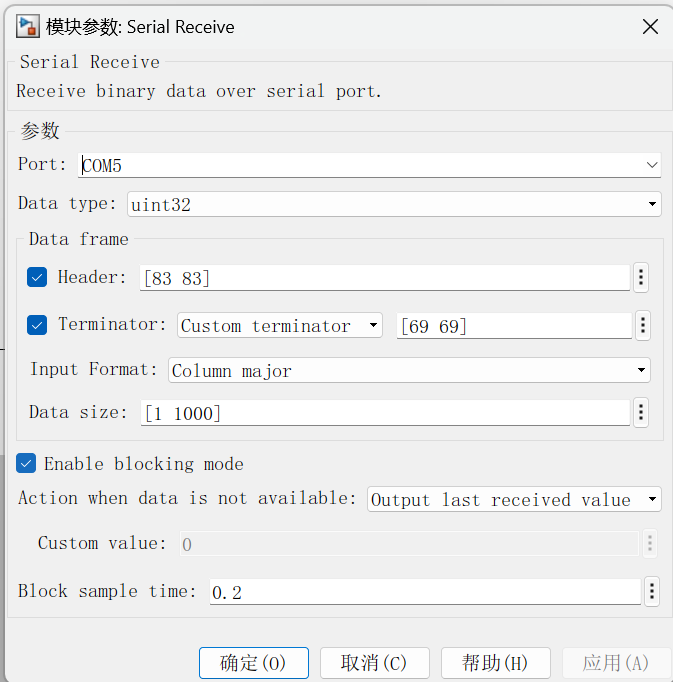 模块参数: Serial Receive
Serial Receive
Receive binary data over serial port.
参数
Port: COM5
Data type: uint32
Data frame
Header: [83 83]
Terminator: Custom terminator [69 69]
Input Format: Column major
Data size: [1 1000]
Enable blocking mode
Action when data is not available: Output last received value
Custom value: 0
Block sample time: 0.2
确定(O) 取消(C) 帮助(H) 应用(A)